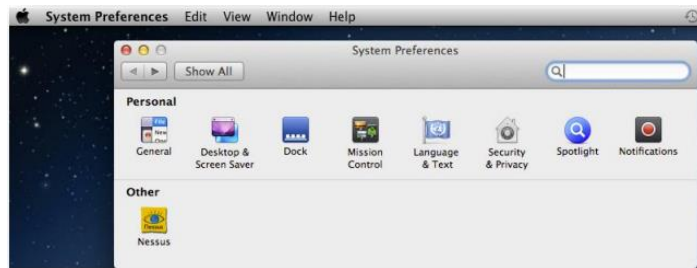 System Preferences Edit View Window Help
System Preferences
Show All
Personal
General
Desktop & Screen Saver
Dock
Mission Control
Language & Text
Security & Privacy
Spotlight
Notifications
Other
Nessus